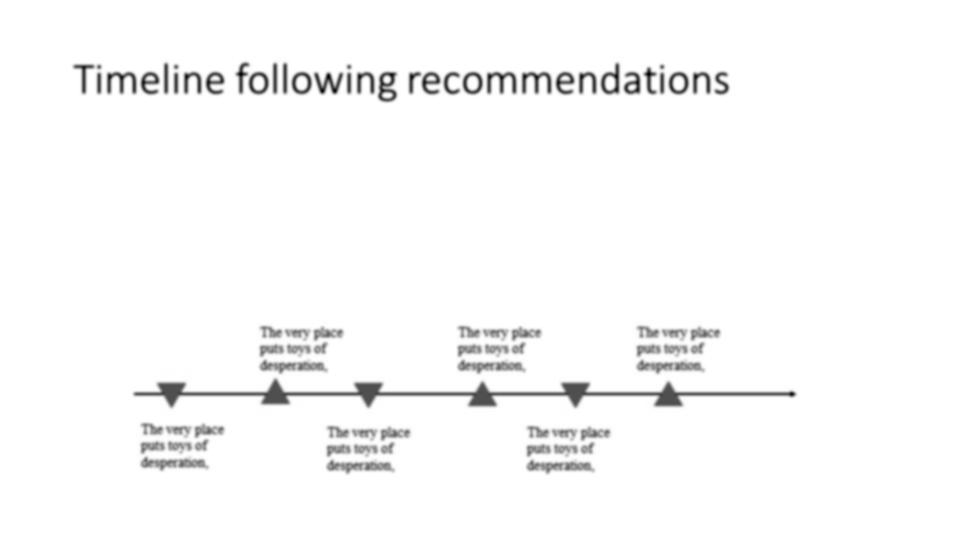 Timeline following recommendations
The very place
puts toys of
desperation,
The very place
puts toys of
desperation,
The very place
puts toys of
desperation,
The very place
puts toys of
desperation,
The very place
puts toys of
desperation,
The very place
puts toys of
desperation,